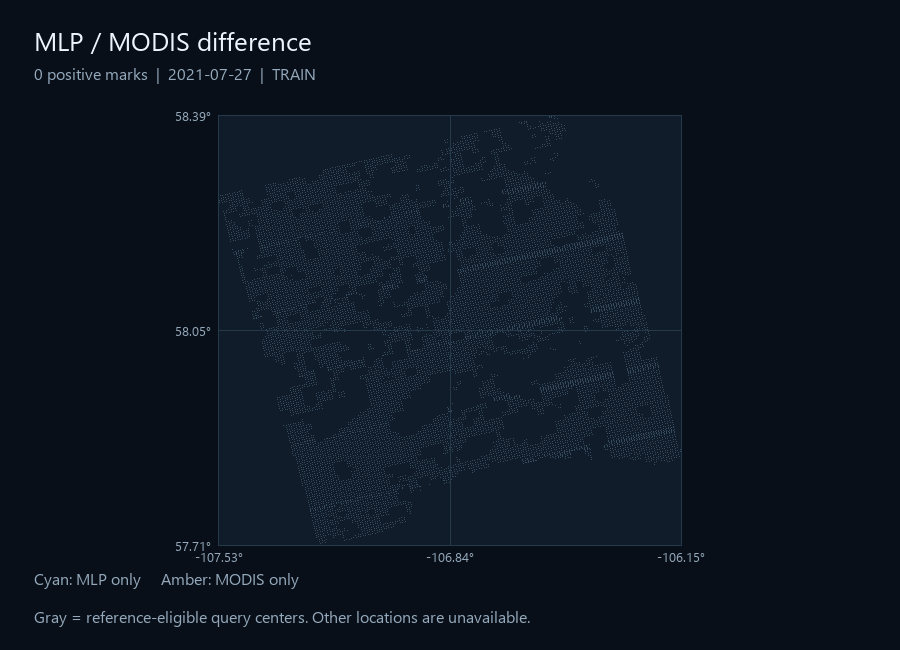 MLP / MODIS difference
0 positive marks | 2021-07-27 | TRAIN
58.39°
58.05°
57.71°
-107.53° -106.84° -106.15°
Cyan: MLP only Amber: MODIS only
Gray = reference-eligible query centers. Other locations are unavailable.